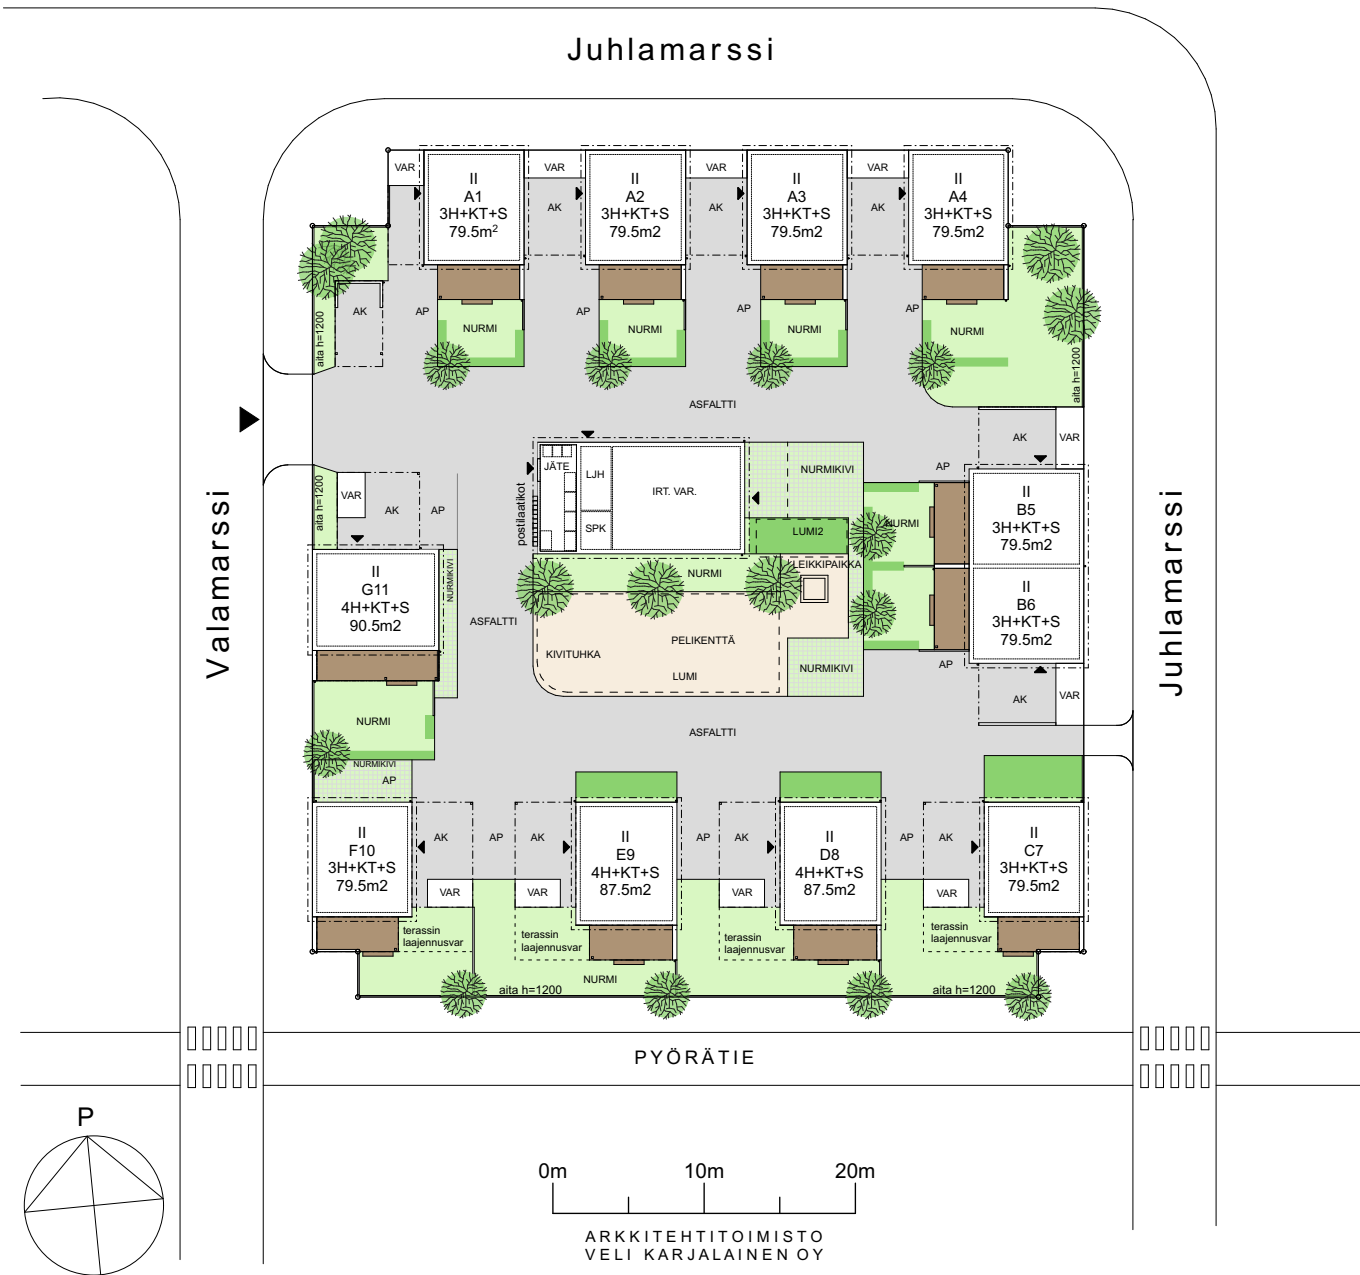 Juhlamarssi
VAR
II
A1
3H+KT+S
79.5m²
VAR
AK
II
A2
3H+KT+S
79.5m2
VAR
AK
II
A3
3H+KT+S
79.5m2
VAR
AK
II
A4
3H+KT+S
79.5m2
aita h=1200
AK
AP
NURMI
AP
NURMI
AP
NURMI
AP
NURMI
aita h=1200
ASFALTTI
AK
VAR
AP
Valamarssi
aita h=1200
VAR
AK
AP
postilaatikot
JÄTE
LJH
SPK
IRT. VAR.
NURMIKIVI
LUMI2
NURMI
II
B5
3H+KT+S
79.5m2
Juhlamarssi
II
G11
4H+KT+S
90.5m2
NURMIKIVI
ASFALTTI
NURMI
LEIKKIPAIKKA
PELIKENTTÄ
KIVITUHKA
LUMI
NURMIKIVI
II
B6
3H+KT+S
79.5m2
AP
AK
VAR
NURMI
NURMIKIVI
AP
ASFALTTI
II
F10
3H+KT+S
79.5m2
AK
VAR
AP
AK
VAR
II
E9
4H+KT+S
87.5m2
AP
AK
VAR
II
D8
4H+KT+S
87.5m2
AP
AK
VAR
II
C7
3H+KT+S
79.5m2
terassin
laajennusvar
terassin
laajennusvar
terassin
laajennusvar
terassin
laajennusvar
NURMI
aita h=1200
aita h=1200
PYÖRÄTIE
P
0m
10m
20m
ARKKITEHTITOIMISTO
VELI KARJALAINEN OY